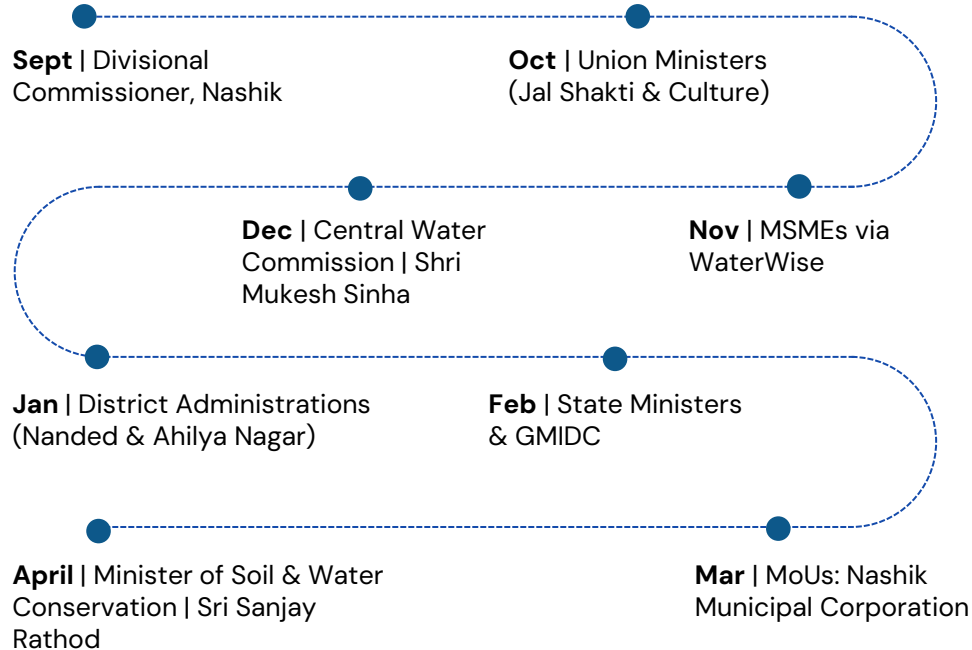 Sept | Divisional
Commissioner, Nashik
Oct | Union Ministers
(Jal Shakti & Culture)
Nov | MSMEs via
WaterWise
Dec | Central Water
Commission | Shri
Mukesh Sinha
Jan | District Administrations
(Nanded & Ahilya Nagar)
Feb | State Ministers
& GMIDC
Mar | MoUs: Nashik
Municipal Corporation
April | Minister of Soil & Water
Conservation | Sri Sanjay
Rathod